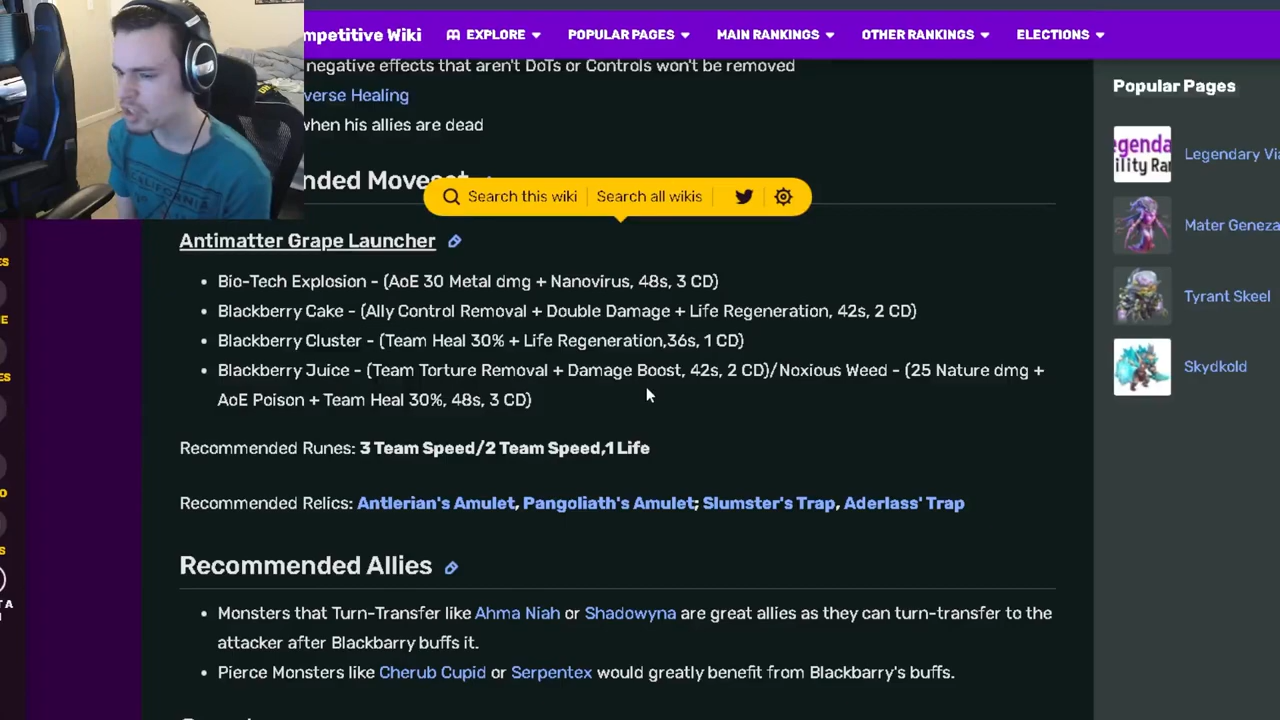 mpetitive Wiki EXPLORE POPULAR PAGES MAIN RANKINGS OTHER RANKINGS ELECTIONS
negative effects that aren't DoTs or Controls won't be removed
verse Healing
when his allies are dead
nded Moveset
Search this wiki Search all wikis
Antimatter Grape Launcher
Bio-Tech Explosion - (AoE 30 Metal dmg + Nanovirus, 48s, 3 CD)
Blackberry Cake - (Ally Control Removal + Double Damage + Life Regeneration, 42s, 2 CD)
Blackberry Cluster - (Team Heal 30% + Life Regeneration,36s, 1 CD)
Blackberry Juice - (Team Torture Removal + Damage Boost, 42s, 2 CD)/Noxious Weed - (25 Nature dmg +
AoE Poison + Team Heal 30%, 48s, 3 CD)
Recommended Runes: 3 Team Speed/2 Team Speed,1 Life
Recommended Relics: Antlerian's Amulet, Pangoliath's Amulet; Slumster's Trap, Aderlass' Trap
Recommended Allies
Monsters that Turn-Transfer like Ahma Niah or Shadowyna are great allies as they can turn-transfer to the
attacker after Blackbarry buffs it.
Pierce Monsters like Cherub Cupid or Serpentex would greatly benefit from Blackbarry's buffs.
Popular Pages
egenda
ility Ra
Legendary Via
Mater Geneza
Tyrant Skeel
Skydkold